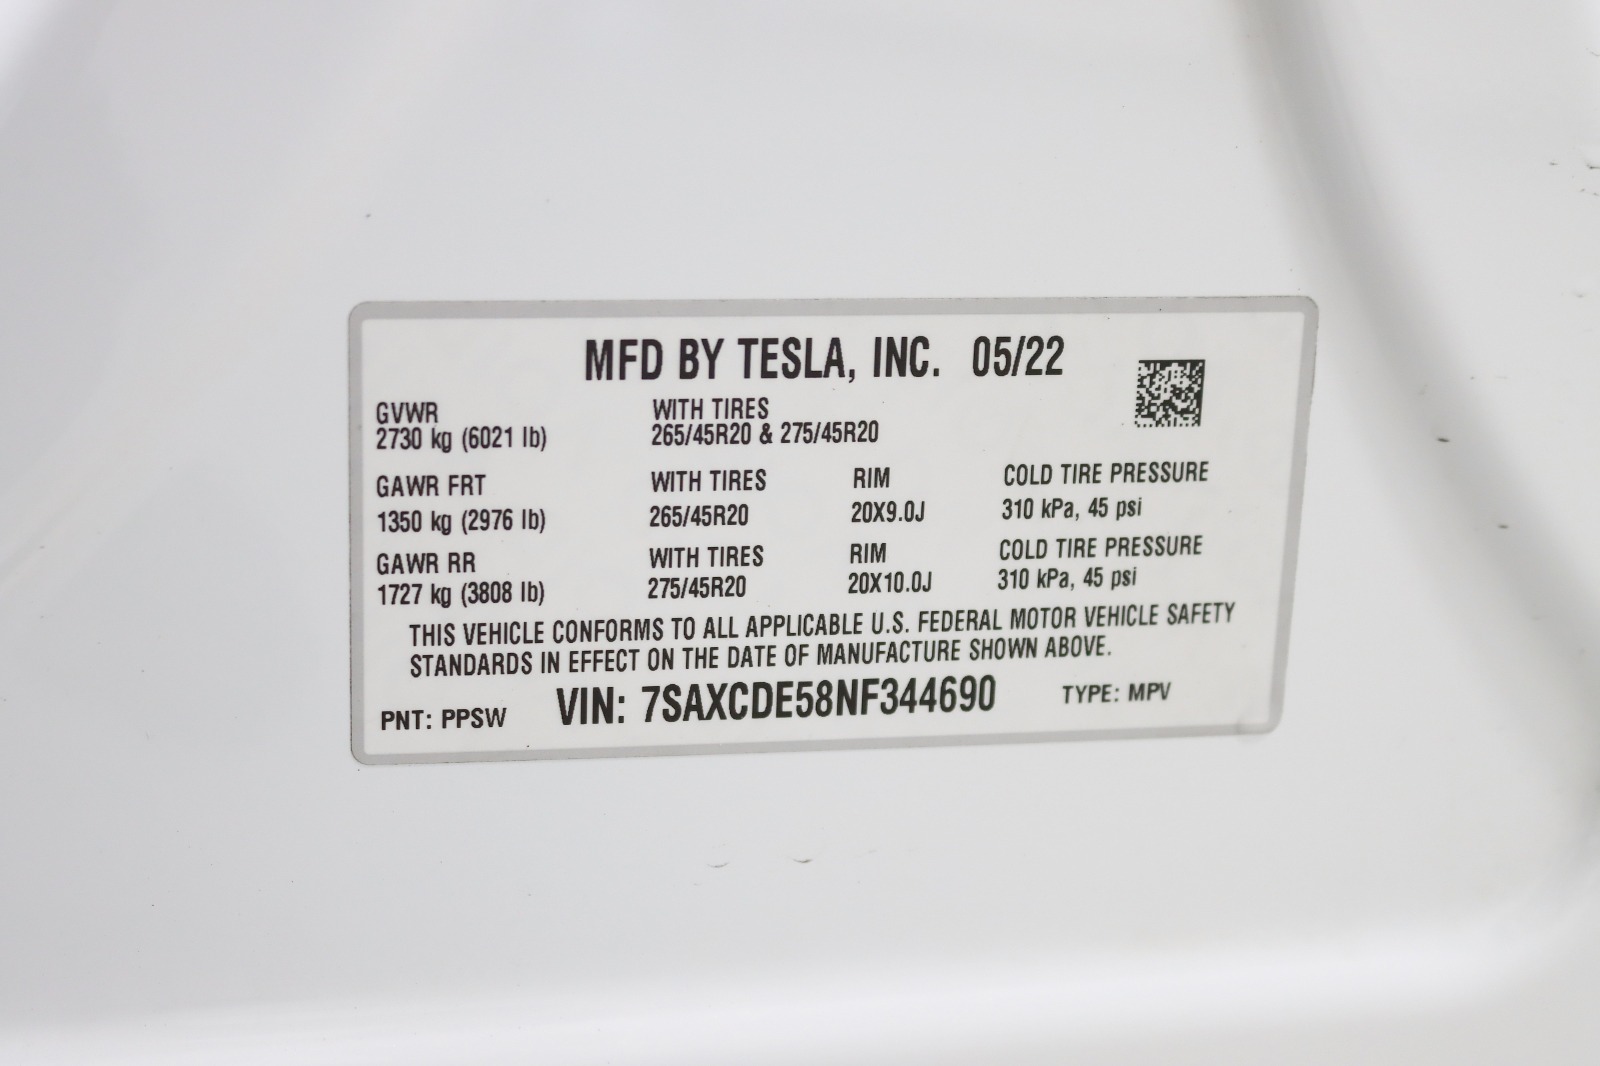 MFD BY TESLA, INC. 05/22
GVWR WITH TIRES
2730 kg (6021 lb) 265/45R20 & 275/45R20
GAWR FRT WITH TIRES RIM COLD TIRE PRESSURE
1350 kg (2976 lb) 265/45R20 20X9.0J 310 kPa, 45 psi
GAWR RR WITH TIRES RIM COLD TIRE PRESSURE
1727 kg (3808 lb) 275/45R20 20X10.0J 310 kPa, 45 psi
THIS VEHICLE CONFORMS TO ALL APPLICABLE U.S. FEDERAL MOTOR VEHICLE SAFETY
STANDARDS IN EFFECT ON THE DATE OF MANUFACTURE SHOWN ABOVE.
PNT: PPSW VIN: 7SAXCDE58NF344690 TYPE: MPV